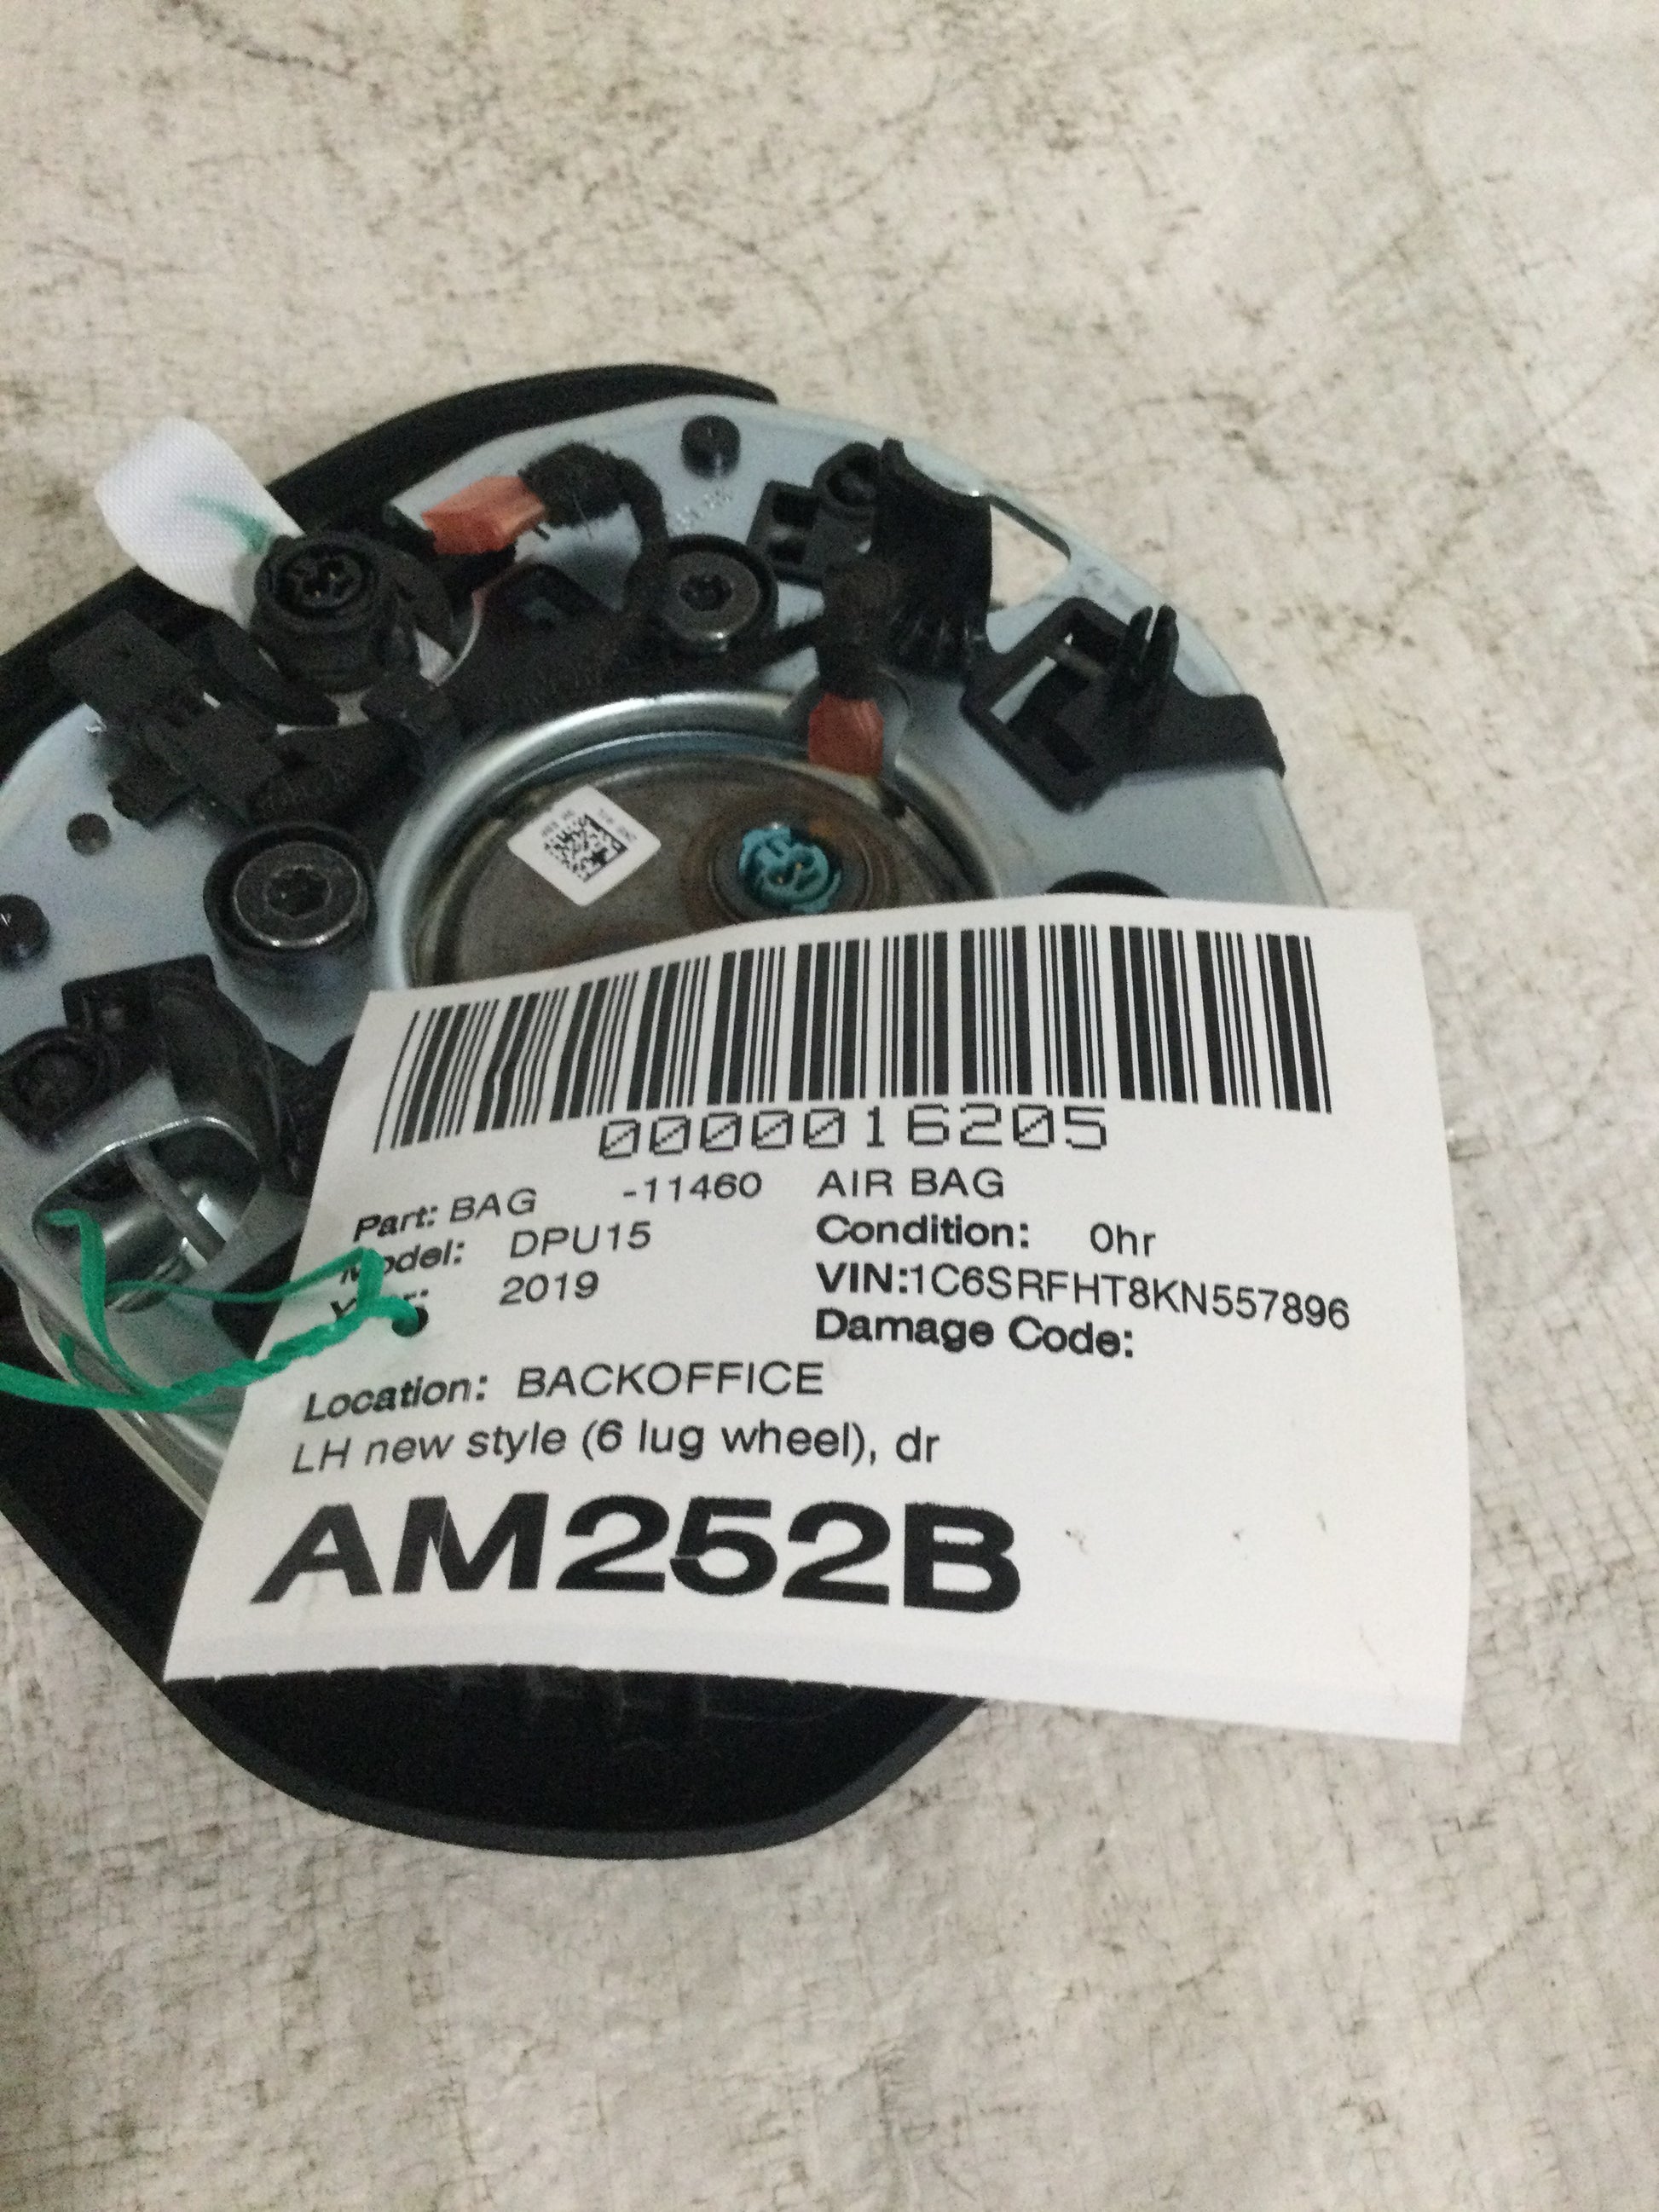 0000016205
Part: BAG -11460 AIR BAG
Model: DPU15 Condition: 0hr
Year: 2019 VIN:1C6SRFHT8KN557896
Damage Code:
Location: BACKOFFICE
LH new style (6 lug wheel), dr
AM252B